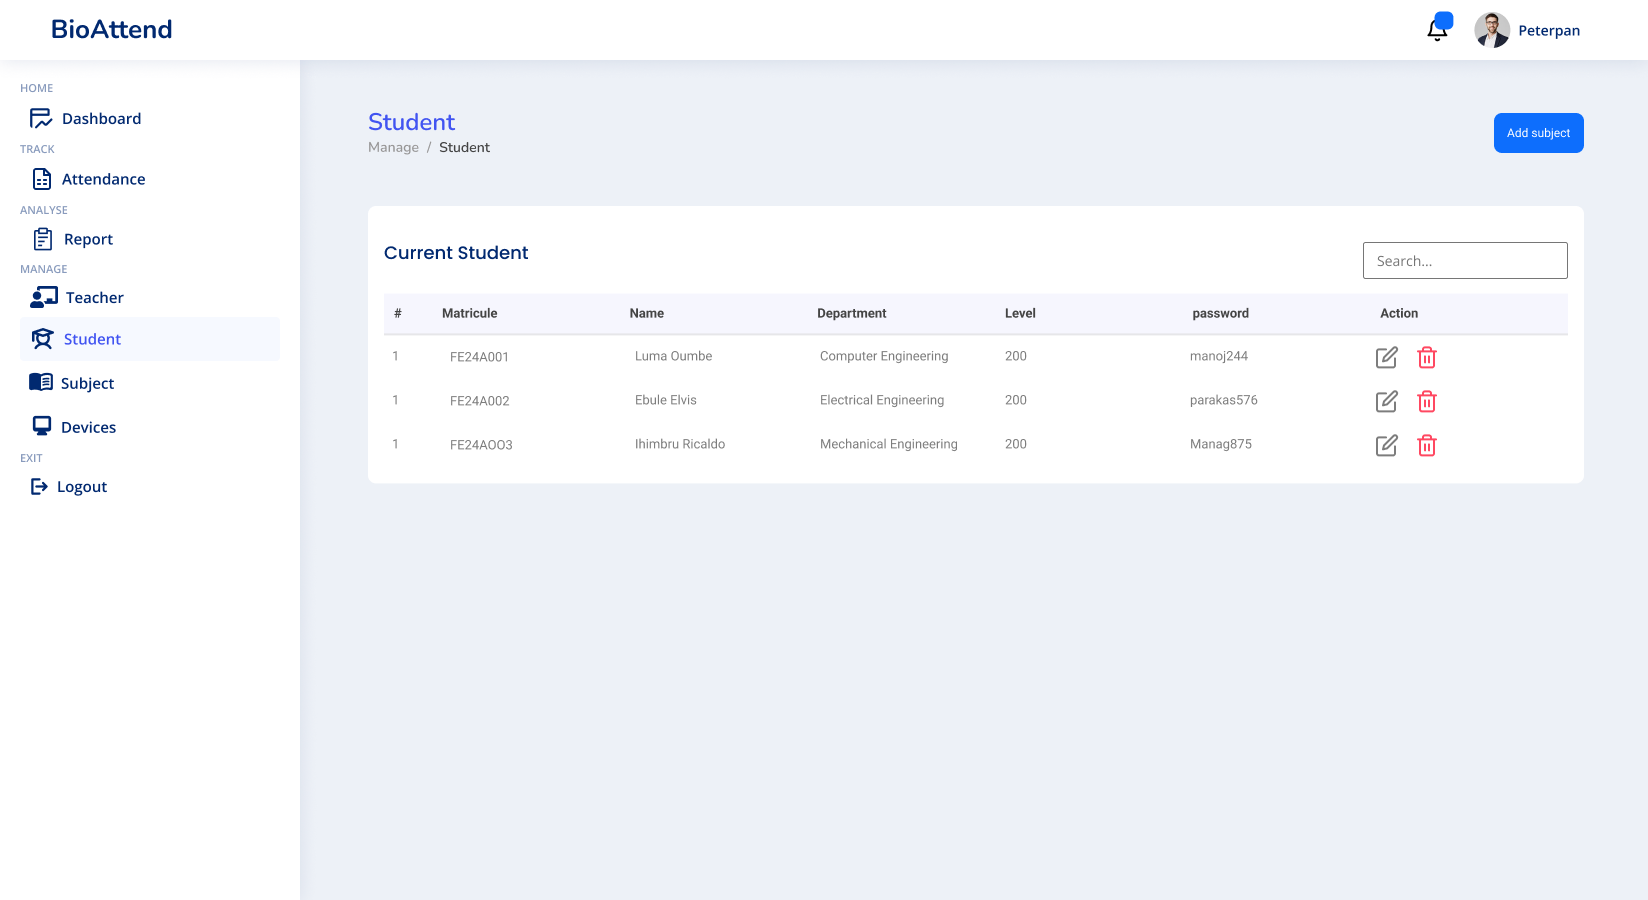 BioAttend
Peterpan
HOME
Dashboard
TRACK
Attendance
ANALYSE
Report
MANAGE
Teacher
Student
Subject
Devices
EXIT
Logout
Student
Manage / Student
Add subject
Current Student
Search...
# Matricule Name Department Level password Action
1 FE24A001 Luma Oumbe Computer Engineering 200 manoj244
1 FE24A002 Ebule Elvis Electrical Engineering 200 parakas576
1 FE24AOO3 Ihimbru Ricaldo Mechanical Engineering 200 Manag875